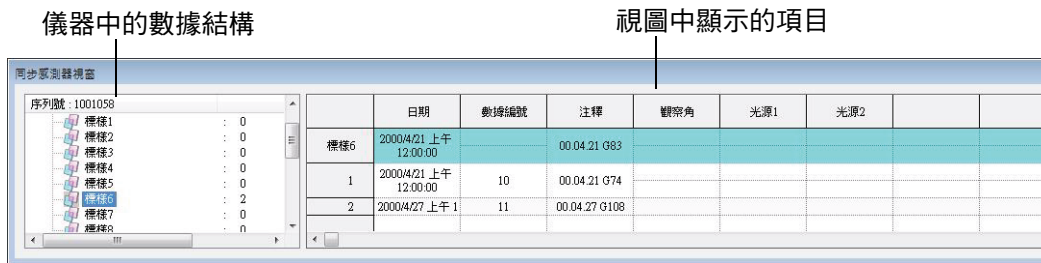 儀器中的數據結構
視圖中顯示的項目
同步感測器視窗
序列號 : 1001058
標樣1 : 0
標樣2 : 0
標樣3 : 0
標樣4 : 0
標樣5 : 0
標樣6 : 2
標樣7 : 0
標樣8 : 0
日期 數據編號 注釋 觀察角 光源1 光源2
標樣6 2000/4/21 上午 12:00:00 00.04.21 G83
1 2000/4/21 上午 12:00:00 10 00.04.21 G74
2 2000/4/27 上午 1 11 00.04.27 G108